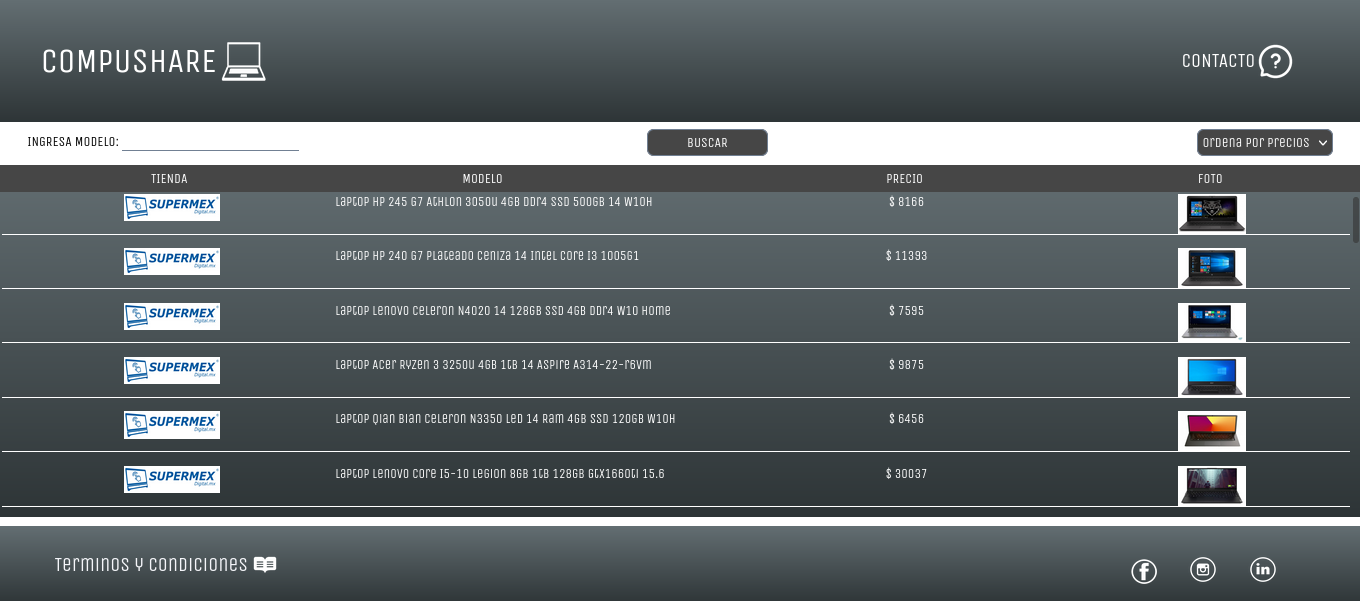 COMPUSHARE
CONTACTO
INGRESA MODELO:
BUSCAR
Ordena por precios
TIENDA MODELO PRECIO FOTO
SUPERMEX Digital.mx Laptop HP 245 G7 Athlon 3050U 4GB Ddr4 SSD 500GB 14 W10H $ 8166
SUPERMEX Digital.mx Laptop HP 240 G7 Plateado Ceniza 14 Intel Core I3 1005G1 $ 11393
SUPERMEX Digital.mx Laptop Lenovo Celeron N4020 14 128GB SSD 4GB Ddr4 W10 Home $ 7595
SUPERMEX Digital.mx Laptop Acer Ryzen 3 3250U 4GB 1tb 14 Aspire A314-22-r6vm $ 9875
SUPERMEX Digital.mx Laptop Qian Bian Celeron N3350 Led 14 Ram 4GB SSD 120GB W10H $ 6456
SUPERMEX Digital.mx Laptop Lenovo Core I5-10 Legion 8GB 1tb 128GB Gtx1660ti 15.6 $ 30037
Terminos y condiciones